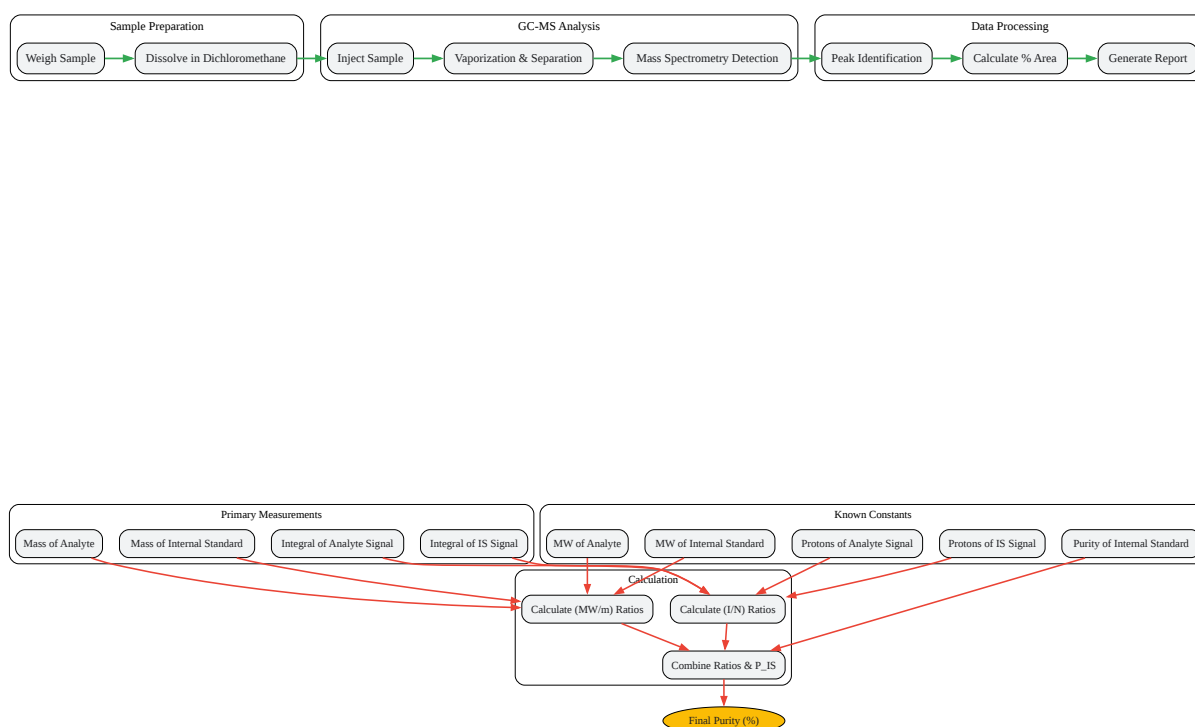 Sample Preparation
GC-MS Analysis
Data Processing
Weigh Sample
Dissolve in Dichloromethane
Inject Sample
Vaporization & Separation
Mass Spectrometry Detection
Peak Identification
Calculate % Area
Generate Report
Primary Measurements
Known Constants
Mass of Analyte
Mass of Internal Standard
Integral of Analyte Signal
Integral of IS Signal
MW of Analyte
MW of Internal Standard
Protons of Analyte Signal
Protons of IS Signal
Purity of Internal Standard
Calculation
Calculate (MW/m) Ratios
Calculate (I/N) Ratios
Combine Ratios & P_IS
Final Purity (%)